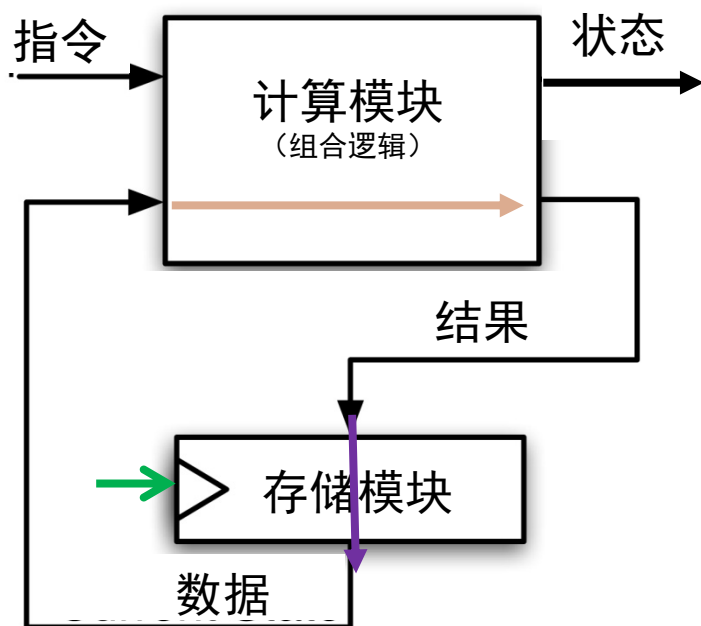 指令
状态
计算模块
（组合逻辑）
结果
存储模块
数据